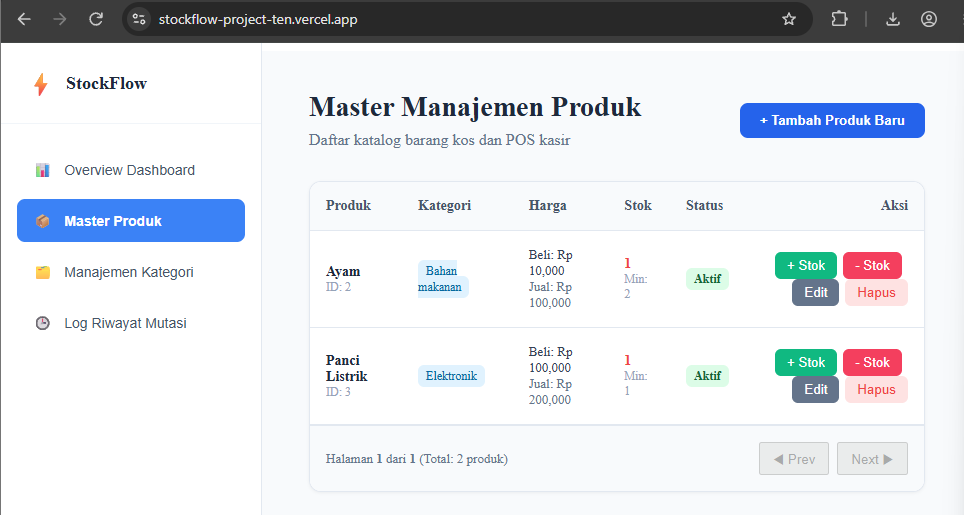 stockflow-project-ten.vercel.app
StockFlow
Overview Dashboard
Master Produk
Manajemen Kategori
Log Riwayat Mutasi
Master Manajemen Produk
Daftar katalog barang kos dan POS kasir
+ Tambah Produk Baru
Produk Kategori Harga Stok Status Aksi
Ayam
ID: 2
Bahan
makanan
Beli: Rp
10,000
Jual: Rp
100,000
1
Min:
2
Aktif
+ Stok - Stok
Edit Hapus
Panci
Listrik
ID: 3
Elektronik
Beli: Rp
100,000
Jual: Rp
200,000
1
Min:
1
Aktif
+ Stok - Stok
Edit Hapus
Halaman 1 dari 1 (Total: 2 produk)
◀ Prev Next ▶